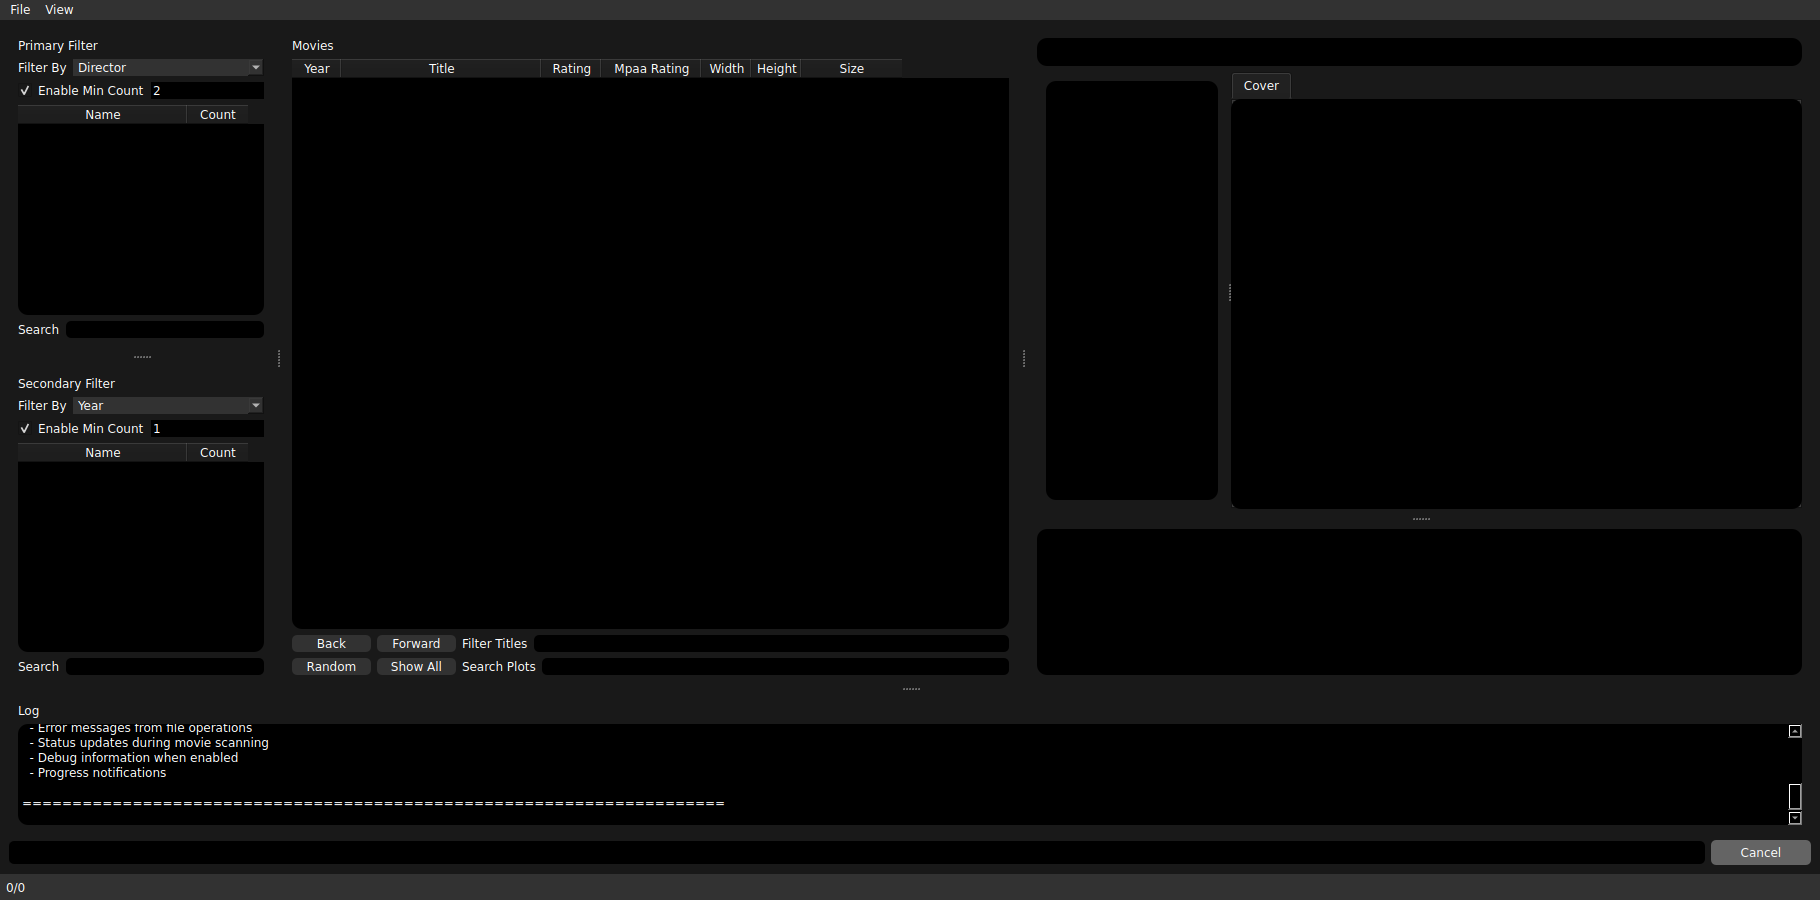 File View
Primary Filter
Filter By Director
Enable Min Count 2
Name Count
Search
Secondary Filter
Filter By Year
Enable Min Count 1
Name Count
Search
Movies
Year Title Rating Mpaa Rating Width Height Size
Back Forward Filter Titles
Random Show All Search Plots
Cover
Log
- Error messages from file operations
- Status updates during movie scanning
- Debug information when enabled
- Progress notifications
======================================================================
Cancel
0/0